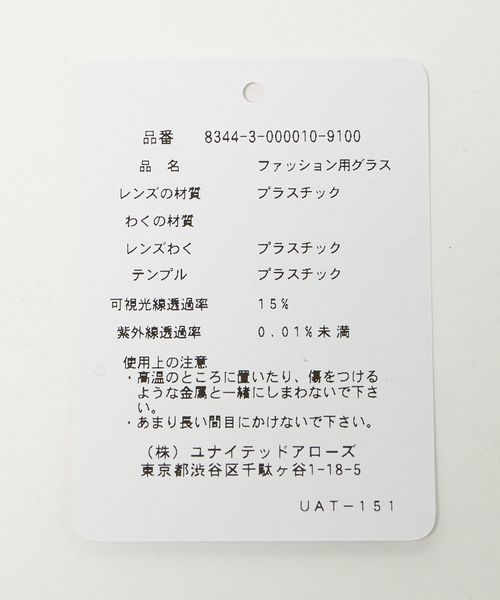 品番 8344-3-000010-9100
品 名 ファッション用グラス
レンズの材質 プラスチック
わくの材質
レンズわく プラスチック
テンプル プラスチック
可視光線透過率 15%
紫外線透過率 0.01%未満
使用上の注意
・高温のところに置いたり、傷をつける
ような金属と一緒にしまわないで下さ
い。
・あまり長い間目にかけないで下さい。
(株) ユナイテッドアローズ
東京都渋谷区千駄ヶ谷1-18-5
UAT-151